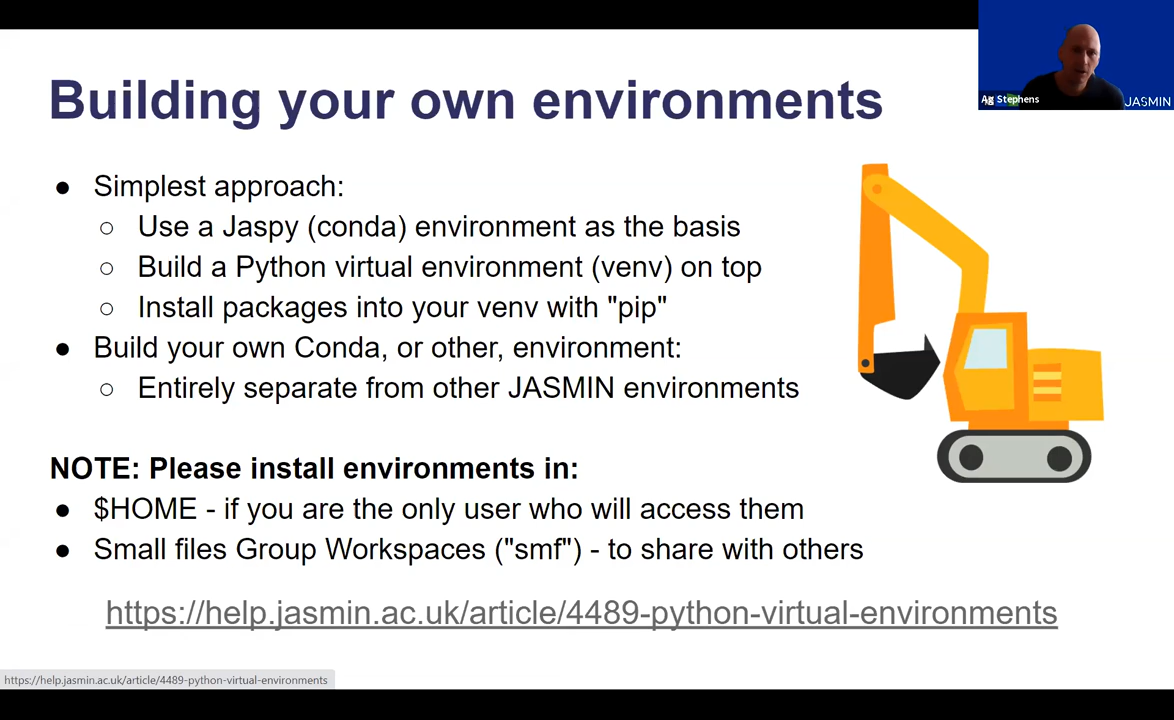 Building your own environments
Ag Stephens
JASMIN
● Simplest approach:
○ Use a Jaspy (conda) environment as the basis
○ Build a Python virtual environment (venv) on top
○ Install packages into your venv with "pip"
● Build your own Conda, or other, environment:
○ Entirely separate from other JASMIN environments
NOTE: Please install environments in:
● $HOME - if you are the only user who will access them
● Small files Group Workspaces ("smf") - to share with others
https://help.jasmin.ac.uk/article/4489-python-virtual-environments
https://help.jasmin.ac.uk/article/4489-python-virtual-environments